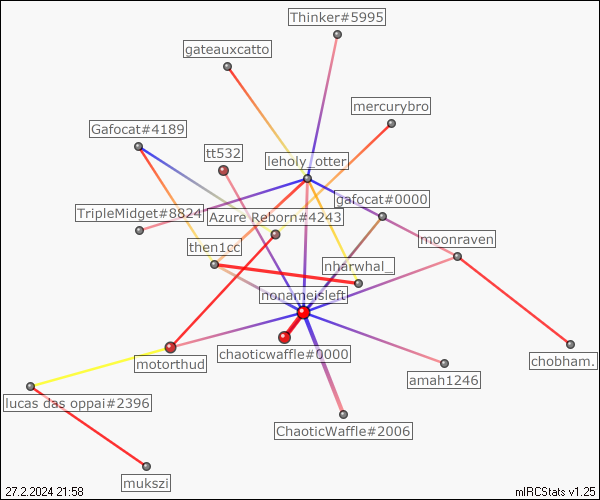 Thinker#5995
gateauxcatto
mercurybro
Gafocat#4189
tt532
leholy_otter
gafocat#0000
TripleMidget#8824
Azure Reborn#4243
moonraven
then1cc
nharwhal_
nonameisleft
chaoticwaffle#0000
chobham.
motorthud
amah1246
lucas das oppai#2396
ChaoticWaffle#2006
mukszi
27.2.2024 21:58
mIRCStats v1.25